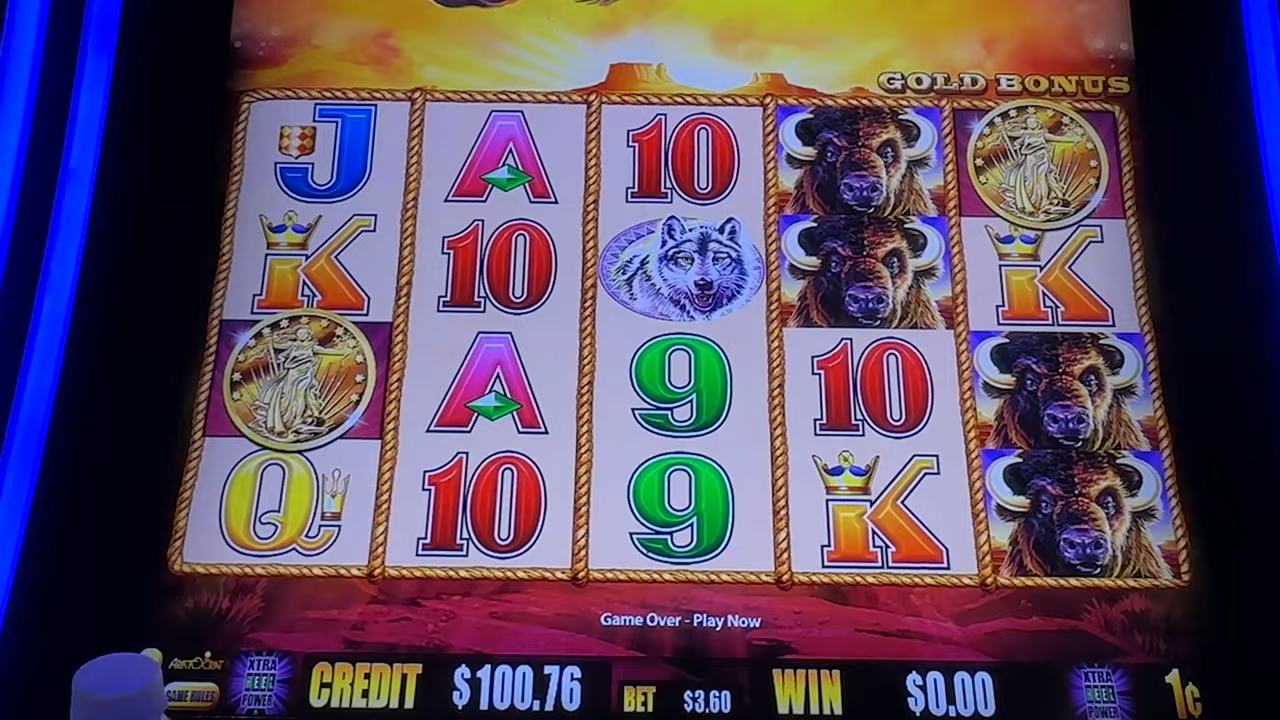 GOLD BONUS
J A 10
K 10 K
A 9 10
Q 10 9 K
Game Over - Play Now
ARISTOCRAT
GAME RULES
XTRA REEL POWER
CREDIT $100.76 BET $3.60 WIN $0.00
XTRA REEL POWER
1¢